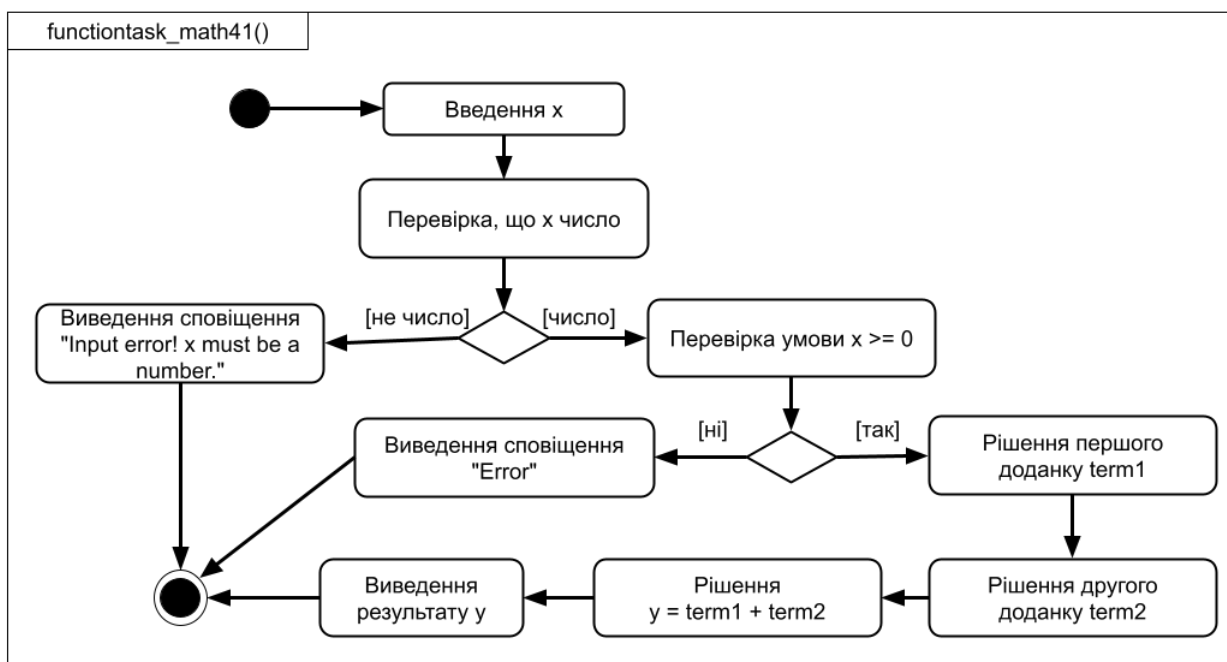 functiontask_math41()
Введення x
Перевірка, що x число
[не число]
[число]
Виведення сповіщення
"Input error! x must be a
number."
Перевірка умови x >= 0
[ні]
[так]
Виведення сповіщення
"Error"
Рішення першого
доданку term1
Виведення
результату y
Рішення
y = term1 + term2
Рішення другого
доданку term2